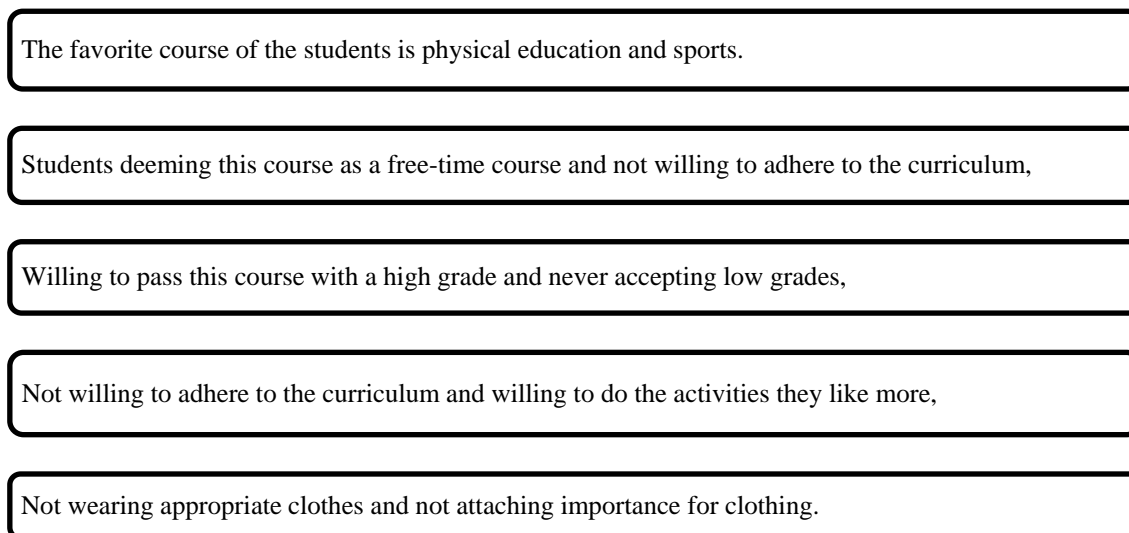 The favorite course of the students is physical education and sports.
Students deeming this course as a free-time course and not willing to adhere to the curriculum,
Willing to pass this course with a high grade and never accepting low grades,
Not willing to adhere to the curriculum and willing to do the activities they like more,
Not wearing appropriate clothes and not attaching importance for clothing.